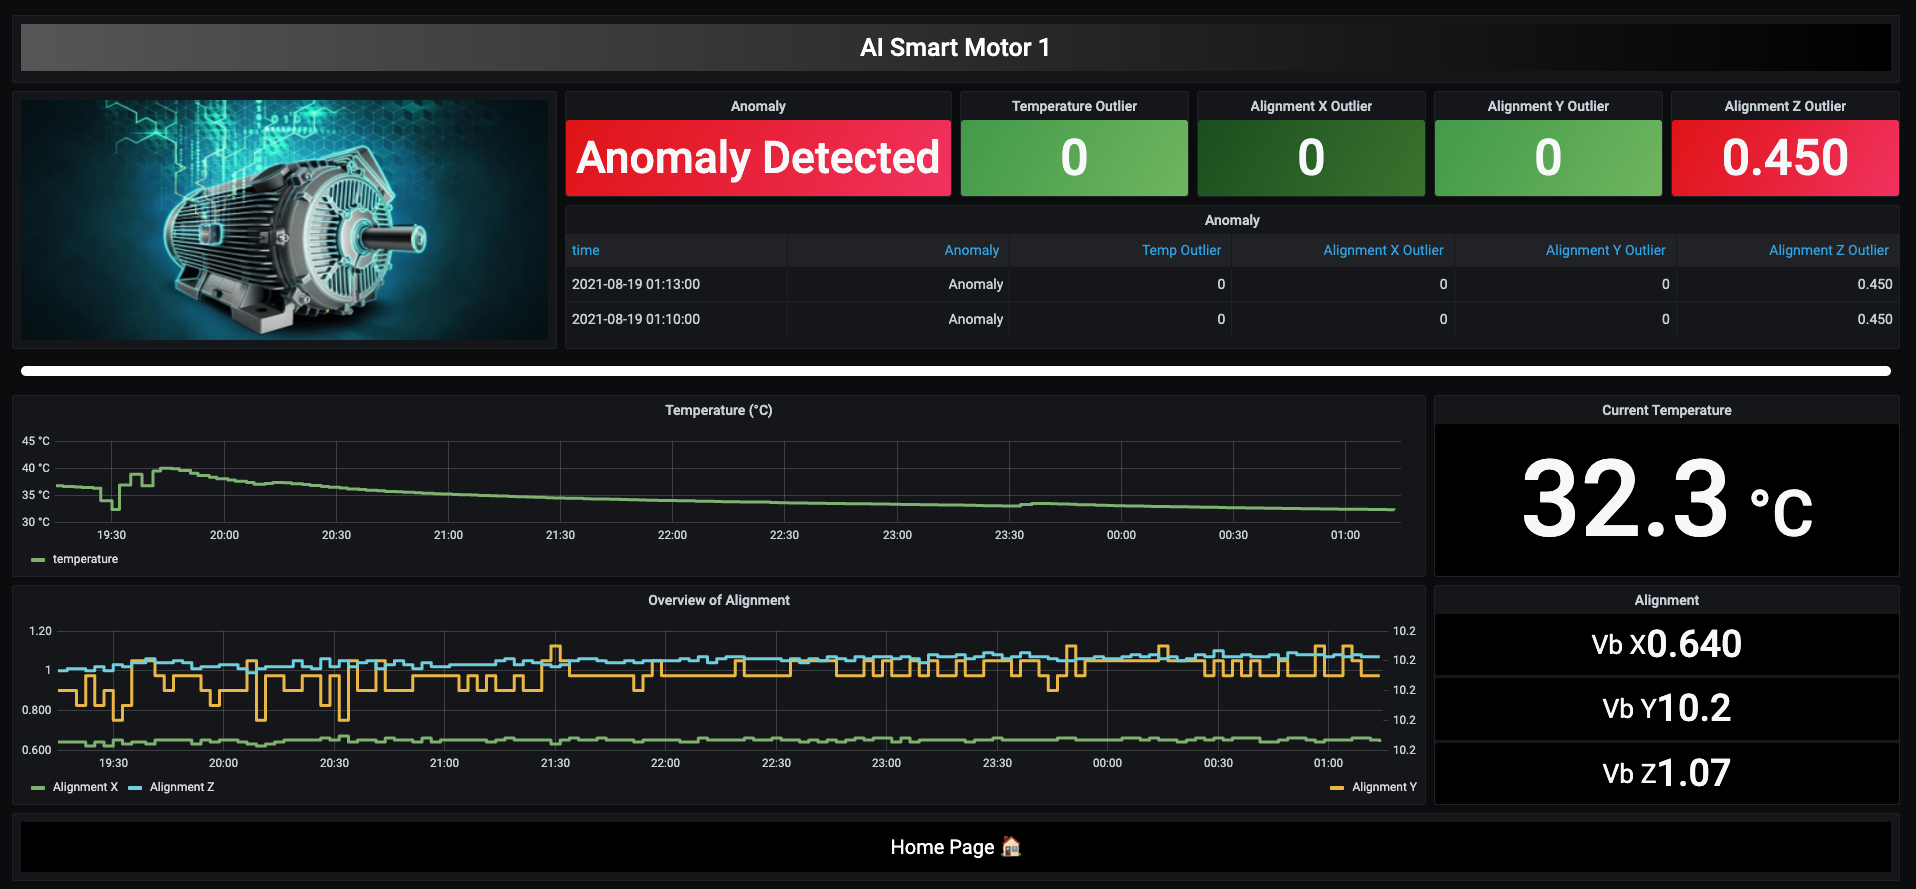 AI Smart Motor 1
Anomaly
Anomaly Detected
Temperature Outlier
0
Alignment X Outlier
0
Alignment Y Outlier
0
Alignment Z Outlier
0.450
Anomaly
time Anomaly Temp Outlier Alignment X Outlier Alignment Y Outlier Alignment Z Outlier
2021-08-19 01:13:00 Anomaly 0 0 0 0.450
2021-08-19 01:10:00 Anomaly 0 0 0 0.450
Temperature (°C)
45 °C
40 °C
35 °C
30 °C
19:30 20:00 20:30 21:00 21:30 22:00 22:30 23:00 23:30 00:00 00:30 01:00
temperature
Current Temperature
32.3 °C
Overview of Alignment
1.20 10.2
1 10.2
10.2
0.800 10.2
0.600 10.2
19:30 20:00 20:30 21:00 21:30 22:00 22:30 23:00 23:30 00:00 00:30 01:00
Alignment X Alignment Z Alignment Y
Alignment
Vb X0.640
Vb Y10.2
Vb Z1.07
Home Page 🏠